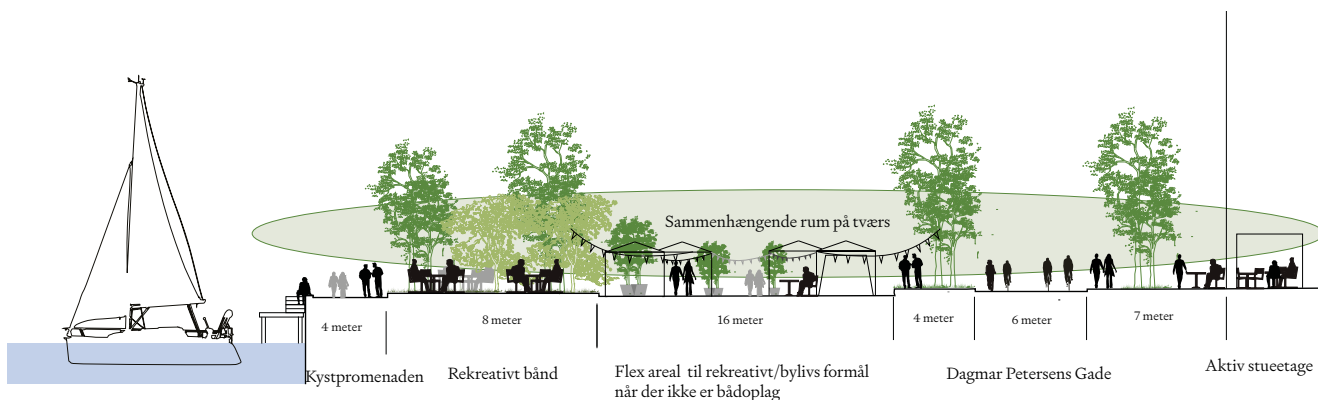 Sammenhængende rum på tværs
4 meter
8 meter
16 meter
4 meter
6 meter
7 meter
Kystpromenaden
Rekreativt bånd
Flex areal til rekreativt/bylivs formål
når der ikke er bådoplag
Dagmar Petersens Gade
Aktiv stueetage